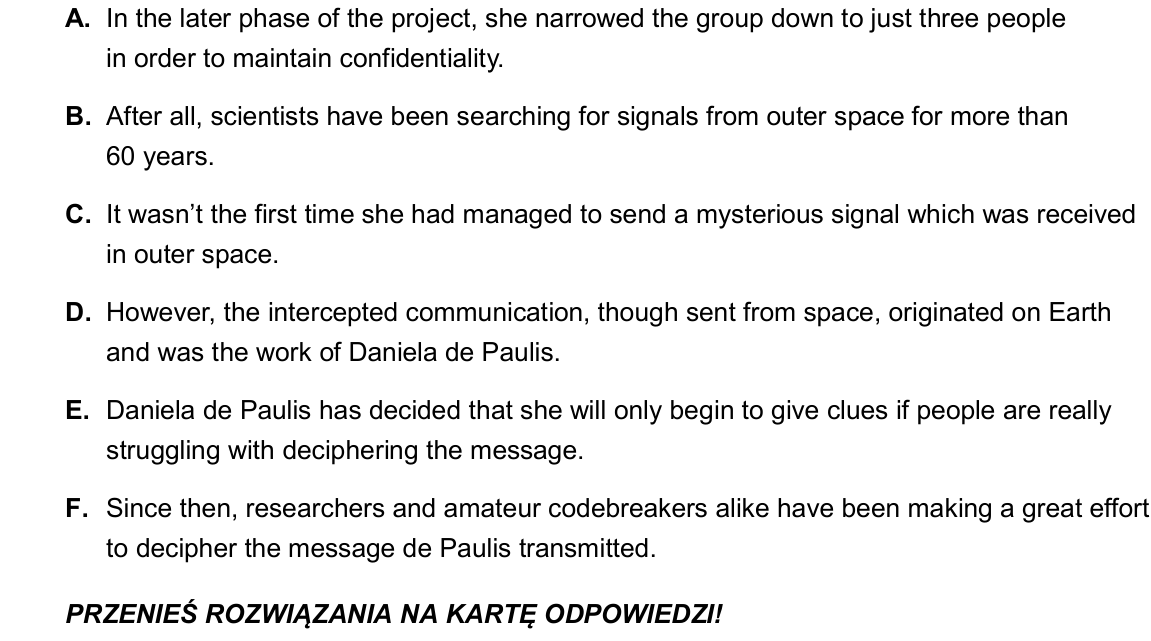 A. In the later phase of the project, she narrowed the group down to just three people
in order to maintain confidentiality.
B. After all, scientists have been searching for signals from outer space for more than
60 years.
C. It wasn’t the first time she had managed to send a mysterious signal which was received
in outer space.
D. However, the intercepted communication, though sent from space, originated on Earth
and was the work of Daniela de Paulis.
E. Daniela de Paulis has decided that she will only begin to give clues if people are really
struggling with deciphering the message.
F. Since then, researchers and amateur codebreakers alike have been making a great effort
to decipher the message de Paulis transmitted.
PRZENIEŚ ROZWIĄZANIA NA KARTĘ ODPOWIEDZI!